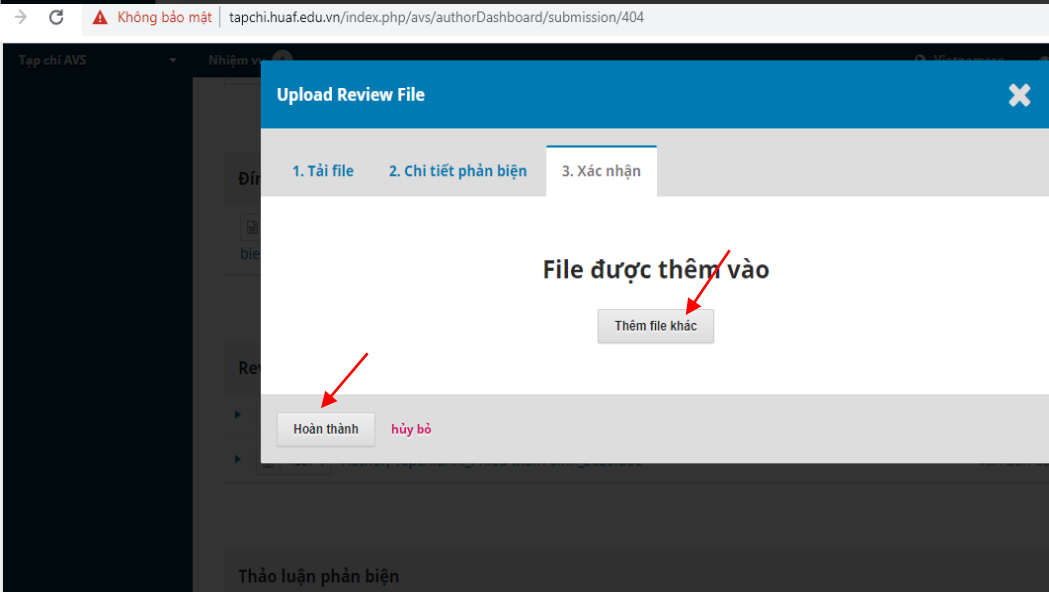 Không bảo mật tapchi.huaf.edu.vn/index.php/avs/authorDashboard/submission/404
Tạp chí AVS Nhiệm vụ Vietnamese
Upload Review File
1. Tải file 2. Chi tiết phản biện 3. Xác nhận
File được thêm vào
Thêm file khác
Hoàn thành hủy bỏ
Thảo luận phản biện